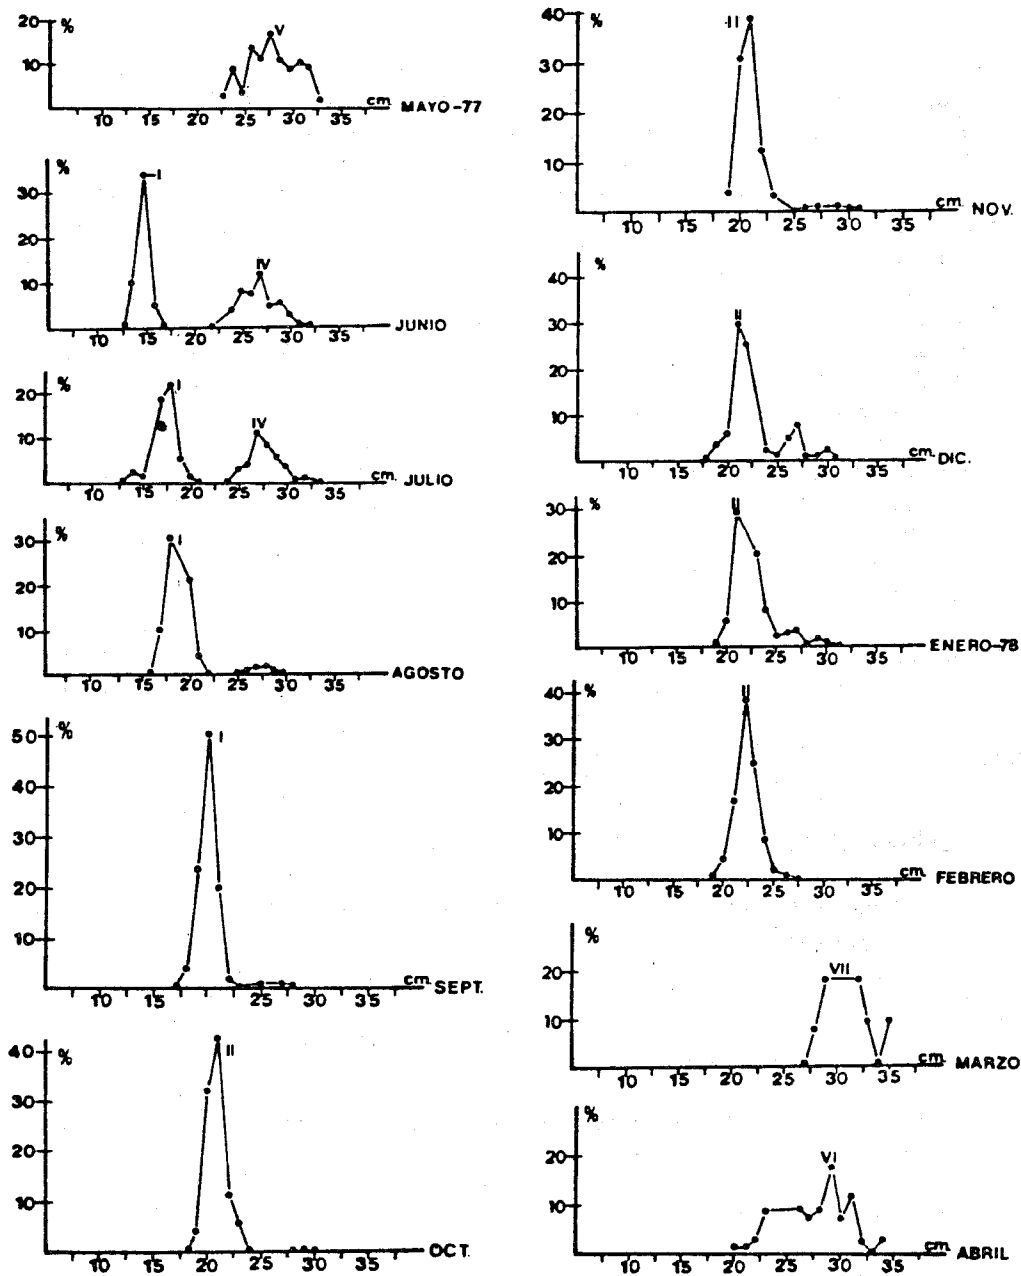 20 % V
10
cm. MAYO-77
10 15 20 25 30 35
% I
30
20
IV
10
JUNIO
10 15 20 25 30 35
% I
20
IV
10
cm. JULIO
10 15 20 25 30 35
% I
30
20
10
AGOSTO
10 15 20 25 30 35
50 % I
40
30
20
10
cm. SEPT.
10 15 20 25 30 35
40 % II
30
20
10
OCT.
10 15 20 25 30 35
40 % II
30
20
10
cm. NOV.
10 15 20 25 30 35
%
40
30 II
20
10
cm. DIC.
10 15 20 25 30 35
30 II %
20
10
ENERO-78
10 15 20 25 30 35
40 % II
30
20
10
cm. FEBRERO
10 15 20 25 30 35
%
20 VII
10
cm. MARZO
10 15 20 25 30 35
%
20 VI
10
cm. ABRIL
10 15 20 25 30 35